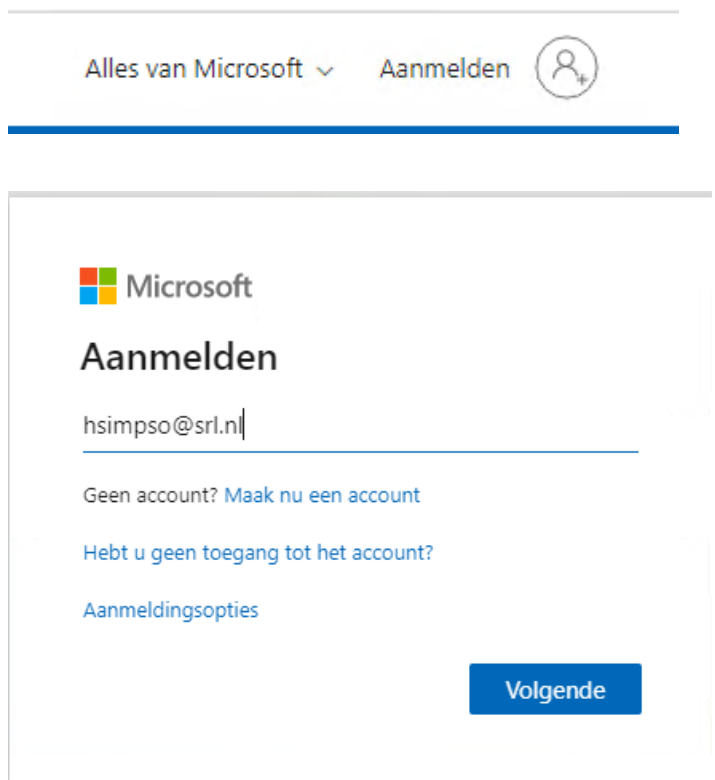 Alles van Microsoft Aanmelden
Microsoft
Aanmelden
hsimpso@srl.nl
Geen account? Maak nu een account
Hebt u geen toegang tot het account?
Aanmeldingsopties
Volgende